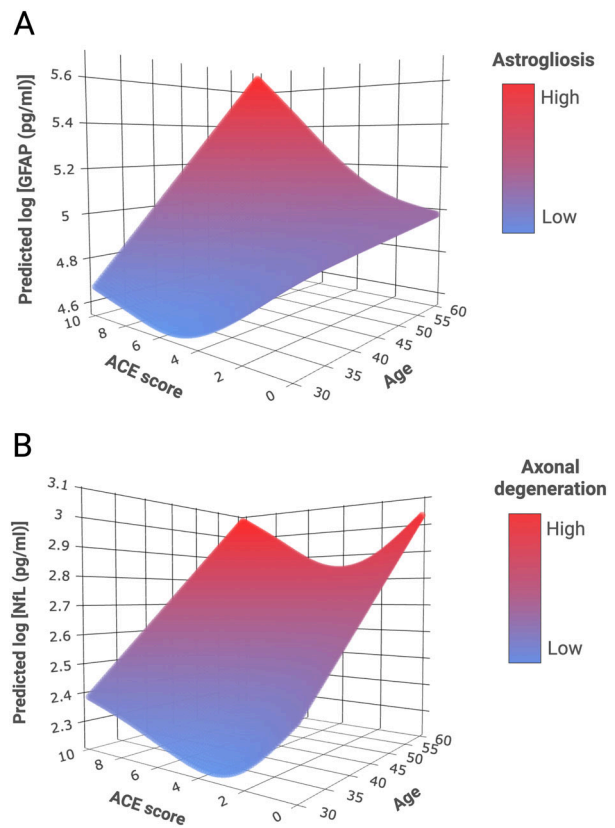 A
Predicted log [GFAP (pg/ml)]
5.6
5.4
5.2
5
4.8
4.6
10
8
6
4
2
0
ACE score
30
35
40
45
50
55
60
Age
Astrogliosis
High
Low
B
Predicted log [NfL (pg/ml)]
3.1
3
2.9
2.8
2.7
2.6
2.5
2.4
2.3
10
8
6
4
2
0
ACE score
30
35
40
45
50
55
60
Age
Axonal
degeneration
High
Low